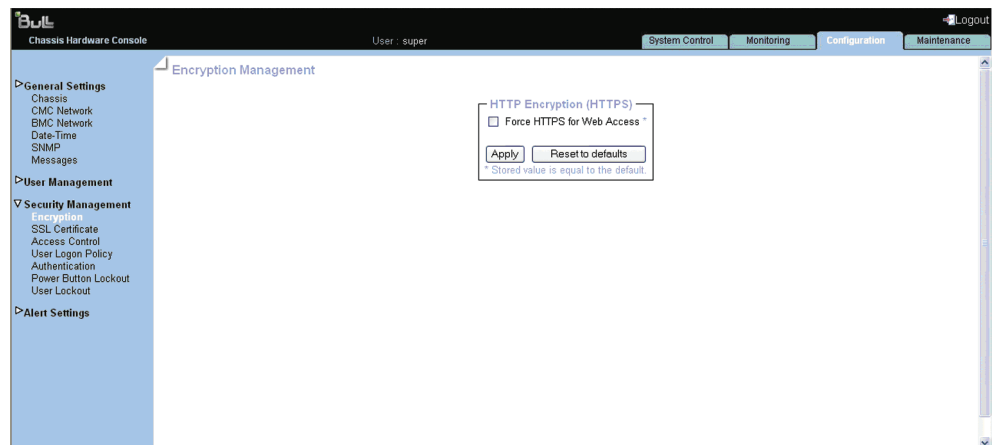 Bull
Logout
Chassis Hardware Console
User : super
System Control
Monitoring
Configuration
Maintenance
Encryption Management
General Settings
Chassis
CMC Network
BMC Network
Date-Time
SNMP
Messages
User Management
Security Management
Encryption
SSL Certificate
Access Control
User Logon Policy
Authentication
Power Button Lockout
User Lockout
Alert Settings
HTTP Encryption (HTTPS)
Force HTTPS for Web Access *
Apply
Reset to defaults
* Stored value is equal to the default.